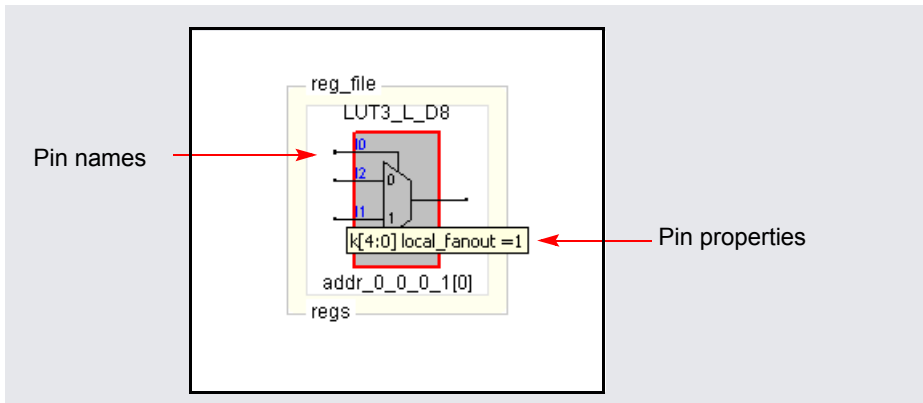 reg_file
LUT3_L_D8
Pin names
I0
I2
0
I1
1
k[4:0] local_fanout =1
Pin properties
addr_0_0_0_1[0]
regs